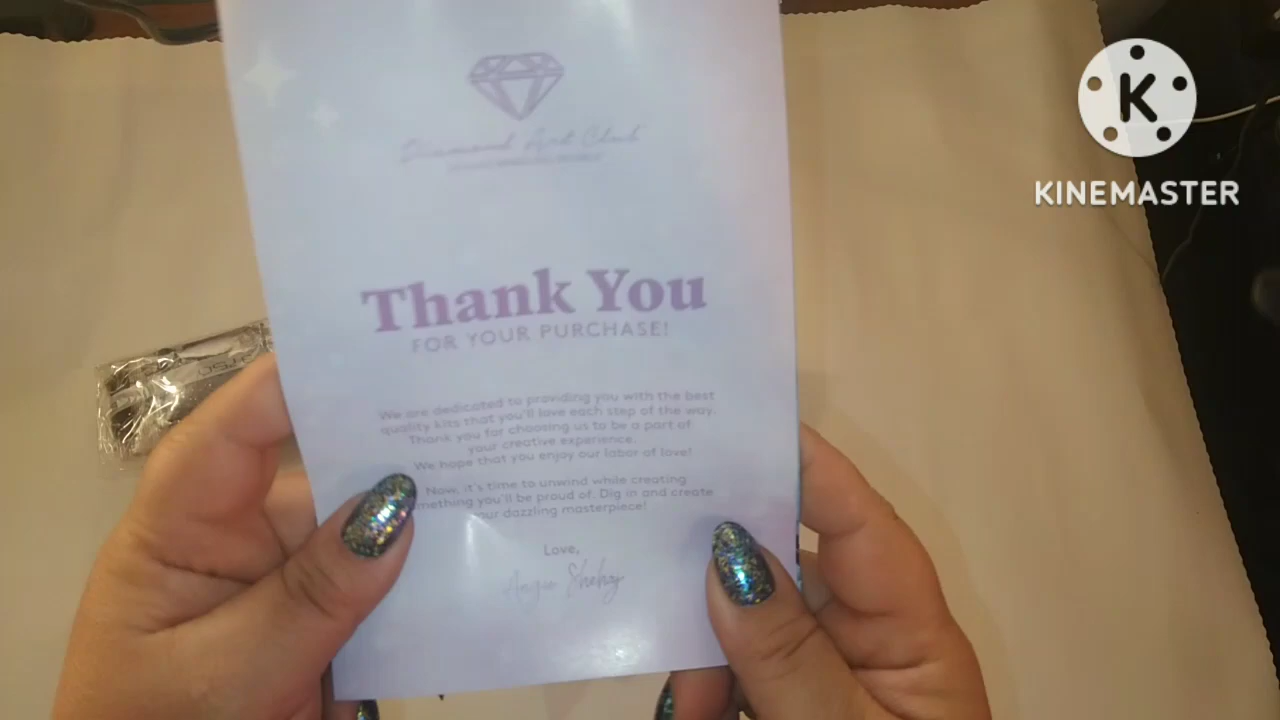 Diamond Art Club
Thank You
FOR YOUR PURCHASE!
We are dedicated to providing you with the best
quality kits that you'll love each step of the way.
Thank you for choosing us to be a part of
your creative experience.
We hope that you enjoy our labor of love!
Now, it's time to unwind while creating
mething you'll be proud of. Dig in and create
ur dazzling masterpiece!
Love,
Angie
K
KINEMASTER